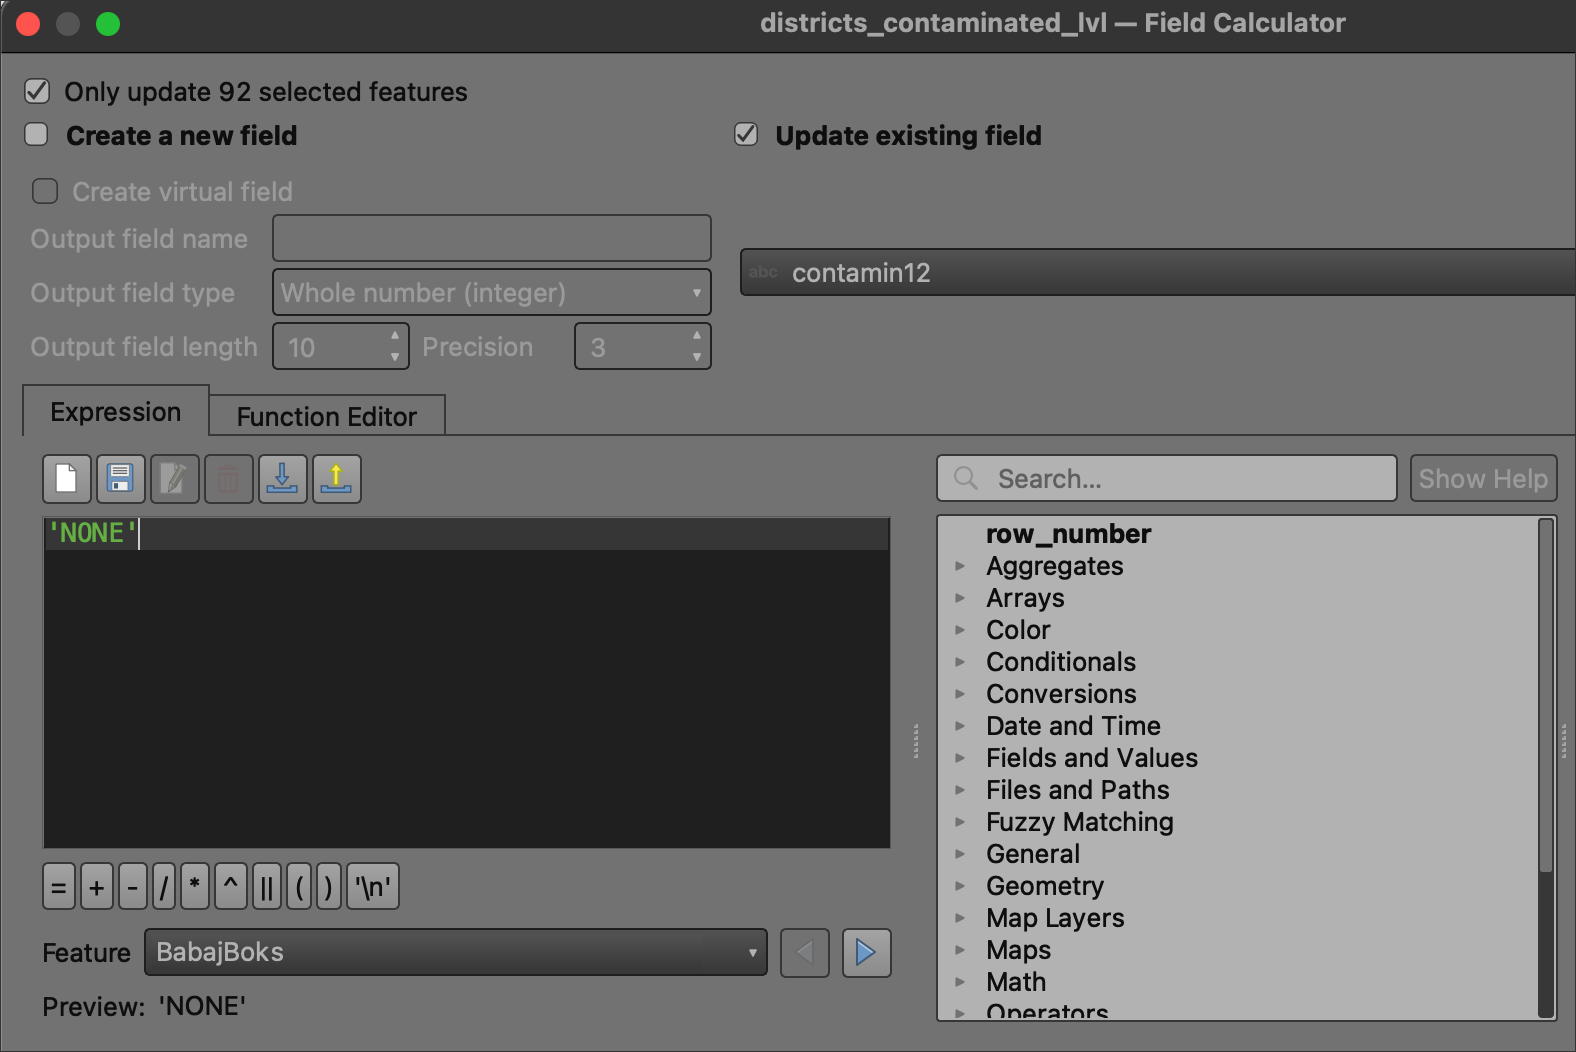 districts_contaminated_lvl — Field Calculator
Only update 92 selected features
Create a new field
Update existing field
Create virtual field
Output field name
abc contamin12
Output field type Whole number (integer)
Output field length 10 Precision 3
Expression Function Editor
Search... Show Help
'NONE'
row_number
Aggregates
Arrays
Color
Conditionals
Conversions
Date and Time
Fields and Values
Files and Paths
Fuzzy Matching
General
Geometry
Map Layers
Maps
Math
Operators
= + - / * ^ || ( ) '\n'
Feature BabajBoks
Preview: 'NONE'